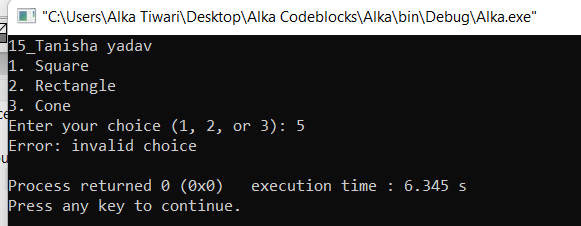 "C:\Users\Alka Tiwari\Desktop\Alka Codeblocks\Alka\bin\Debug\Alka.exe"
15_Tanisha yadav
1. Square
2. Rectangle
3. Cone
Enter your choice (1, 2, or 3): 5
Error: invalid choice
Process returned 0 (0x0)   execution time : 6.345 s
Press any key to continue.